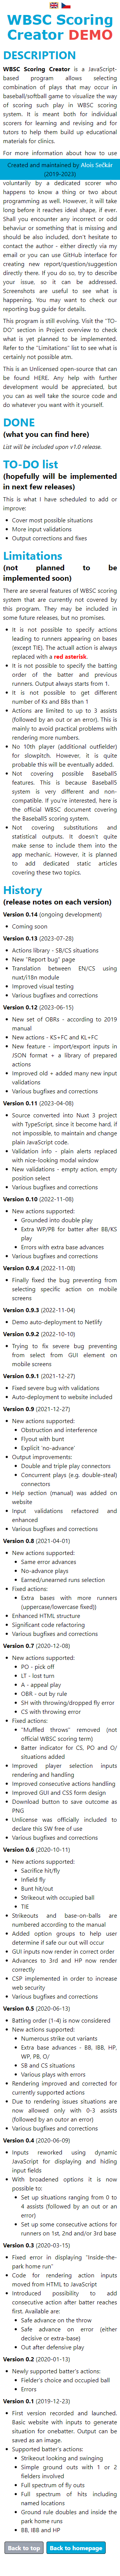 WBSC Scoring
Creator DEMO
DESCRIPTION
WBSC Scoring Creator is a JavaScript-
based program allows selecting
combination of plays that may occur in
baseball/softball game to visualize the way
of scoring such play in WBSC scoring
system. It is meant both for individual
scorers for learning and revising and for
tutors to help them build up educational
materials for clinics.
For more information about how to use
Created and maintained by Alois Sečkár
(2019-2023)
voluntarily by a dedicated scorer who
happens to know a thing or two about
programming as well. However, it will take
long before it reaches ideal shape, if ever.
Shall you encounter any incorrect or odd
behavior or something that is missing and
should be also included, don't hesitate to
contact the author - either directly via my
email or you can use GitHub interface for
creating new report/question/suggestion
directly there. If you do so, try to describe
your issue, so it can be addressed.
Screenshots are useful to see what is
happening. You may want to check out
reporting bug guide for details.
This program is still evolving. Visit the "TO-
DO" section in Project overview to check
what is yet planned to be implemented.
Refer to the "Limitations" list to see what is
certainly not possible atm.
This is an Unlicensed open-source that can
be found HERE. Any help with further
development would be appreciated, but
you can as well take the source code and
do whatever you want with it yourself.
DONE
(what you can find here)
List will be included upon v1.0 release.
TO-DO list
(hopefully will be implemented
in next few releases)
This is what I have scheduled to add or
improve:
Cover most possible situations
More input validations
Output corrections and fixes
Limitations
(not planned to be
implemented soon)
There are several features of WBSC scoring
system that are currently not covered by
this program. They may be included in
some future releases, but no promises.
It is not possible to specify actions
leading to runners appearing on bases
(except TIE). The actual action is always
replaced with a red asterisk.
It is not possible to specify the batting
order of the batter and previous
runners. Output always starts from 1.
It is not possible to get different
number of Ks and BBs than 1
Actions are limited to up to 3 assists
(followed by an out or an error). This is
mainly to avoid practical problems with
rendering more numbers.
No 10th player (additional outfielder)
for slowpitch. However, it is quite
probable this will be eventually added.
Not covering possible Baseball5
features. This is because Baseball5
system is very different and never
compatible. If you're interested, here is
the official WBSC document covering
the Baseball5 scoring system.
Not covering substitutions and
statistical outputs. It doesn't quite
make sense to include them into the
app mechanic. However, it is planned
to add dedicated static articles
covering these two topics.
History
(release notes on each version)
Version 0.14 (ongoing development)
Coming soon
Version 0.13 (2023-07-28)
Actions library - SB/CS situations
New "Report bug" page
Translation between EN/CS using
nuxt/i18n module
Improved visual testing
Various bugfixes and corrections
Version 0.12 (2023-06-15)
New set of OBRs - according to 2019
manual
New actions - KS+FC and KL+FC
New feature - import/export inputs in
JSON format + a library of prepared
actions
Improved old + added many new input
validations
Various bugfixes and corrections
Version 0.11 (2023-04-08)
Source converted into Nuxt 3 project
with TypeScript, since it become hard, if
not impossible, to maintain and change
plain JavaScript code.
Validation info - plain alerts replaced
with nice-looking modal window
New validations - empty action, empty
position select
Various bugfixes and corrections
Version 0.10 (2022-11-08)
New actions supported:
Grounded into double play
Extra WP/PB for batter after BB/KS
play
Errors with extra base advances
Various bugfixes and corrections
Version 0.9.4 (2022-11-08)
Finally fixed the bug preventing from
selecting specific action on mobile
screens
Version 0.9.3 (2022-11-04)
Demo auto-deployment to Netlify
Version 0.9.2 (2022-10-10)
Trying to fix severe bug preventing
from select from GUI element on
mobile screens
Version 0.9.1 (2021-12-27)
Fixed severe bug with validations
Auto-deployment to website included
Version 0.9 (2021-12-27)
New actions supported:
Obstruction and interference
Flyout with bunt
Explicit 'no-advance'
Output improvements:
Double and triple play connectors
Concurrent plays (e.g. double-steal)
connectors
Help section (manual) was added on
website
Input validations refactored and
enhanced
Various bugfixes and corrections
Version 0.8 (2021-04-01)
New actions supported:
Same error advances
No-advance plays
Earned/unearned runs selection
Fixed actions:
Extra bases with more runners
(uppercase/lowercase fixed))
Enhanced HTML structure
Significant code refactoring
Various bugfixes and corrections
Version 0.7 (2020-12-08)
New actions supported:
PO - pick off
LT - lost turn
A - appeal play
OBR - out by rule
SH with throwing/dropped fly error
CS with throwing error
Fixed actions:
"Muffled throws" removed (not
official WBSC scoring term)
Batter indicator for CS, PO and O/
situations added
Improved player selection inputs
rendering and handling
Improved consecutive actions handling
Improved GUI and CSS form design
Download button to save outcome as
PNG
Unlicense was officially included to
declare this SW free of use
Various bugfixes and corrections
Version 0.6 (2020-10-11)
New actions supported:
Sacrifice hit/fly
Infield fly
Bunt hit/out
Strikeout with occupied ball
TIE
Strikeouts and base-on-balls are
numbered according to the manual
Added option groups to help user
determine if safe our out will occur
GUI inputs now render in correct order
Advances to 3rd and HP now render
correctly
CSP implemented in order to increase
web security
Various bugfixes and corrections
Version 0.5 (2020-06-13)
Batting order (1-4) is now considered
New actions supported:
Numerous strike out variants
Extra base advances - BB, IBB, HP,
WP, PB, O/
SB and CS situations
Various plays with errors
Rendering improved and corrected for
currently supported actions
Due to rendering issues situations are
now allowed only with 0-3 assists
(followed by an out or an error)
Various bugfixes and corrections
Version 0.4 (2020-06-09)
Inputs reworked using dynamic
JavaScript for displaying and hiding
input fields
With broadened options it is now
possible to:
Set up situations ranging from 0 to
4 assists (followed by an out or an
error)
Set up some consecutive actions for
runners on 1st, 2nd and/or 3rd base
Version 0.3 (2020-03-15)
Fixed error in displaying "Inside-the-
park home run"
Code for rendering action inputs
moved from HTML to JavaScript
Introduced possibility to add
consecutive action after batter reaches
first. Available are:
Safe advance on the throw
Safe advance on error (either
decisive or extra-base)
Out after defensive play
Version 0.2 (2020-01-13)
Newly supported batter's actions:
Fielder's choice and occupied ball
Errors
Version 0.1 (2019-12-23)
First version recorded and launched.
Basic website with inputs to generate
situation for onebatter. Output can be
saved as an image.
Supported batter's actions:
Strikeout looking and swinging
Simple ground outs with 1 or 2
fielders involved
Full spectrum of fly outs
Full spectrum of hits including
named locations
Ground rule doubles and inside the
park home runs
BB, IBB and HP
Back to top Back to homepage